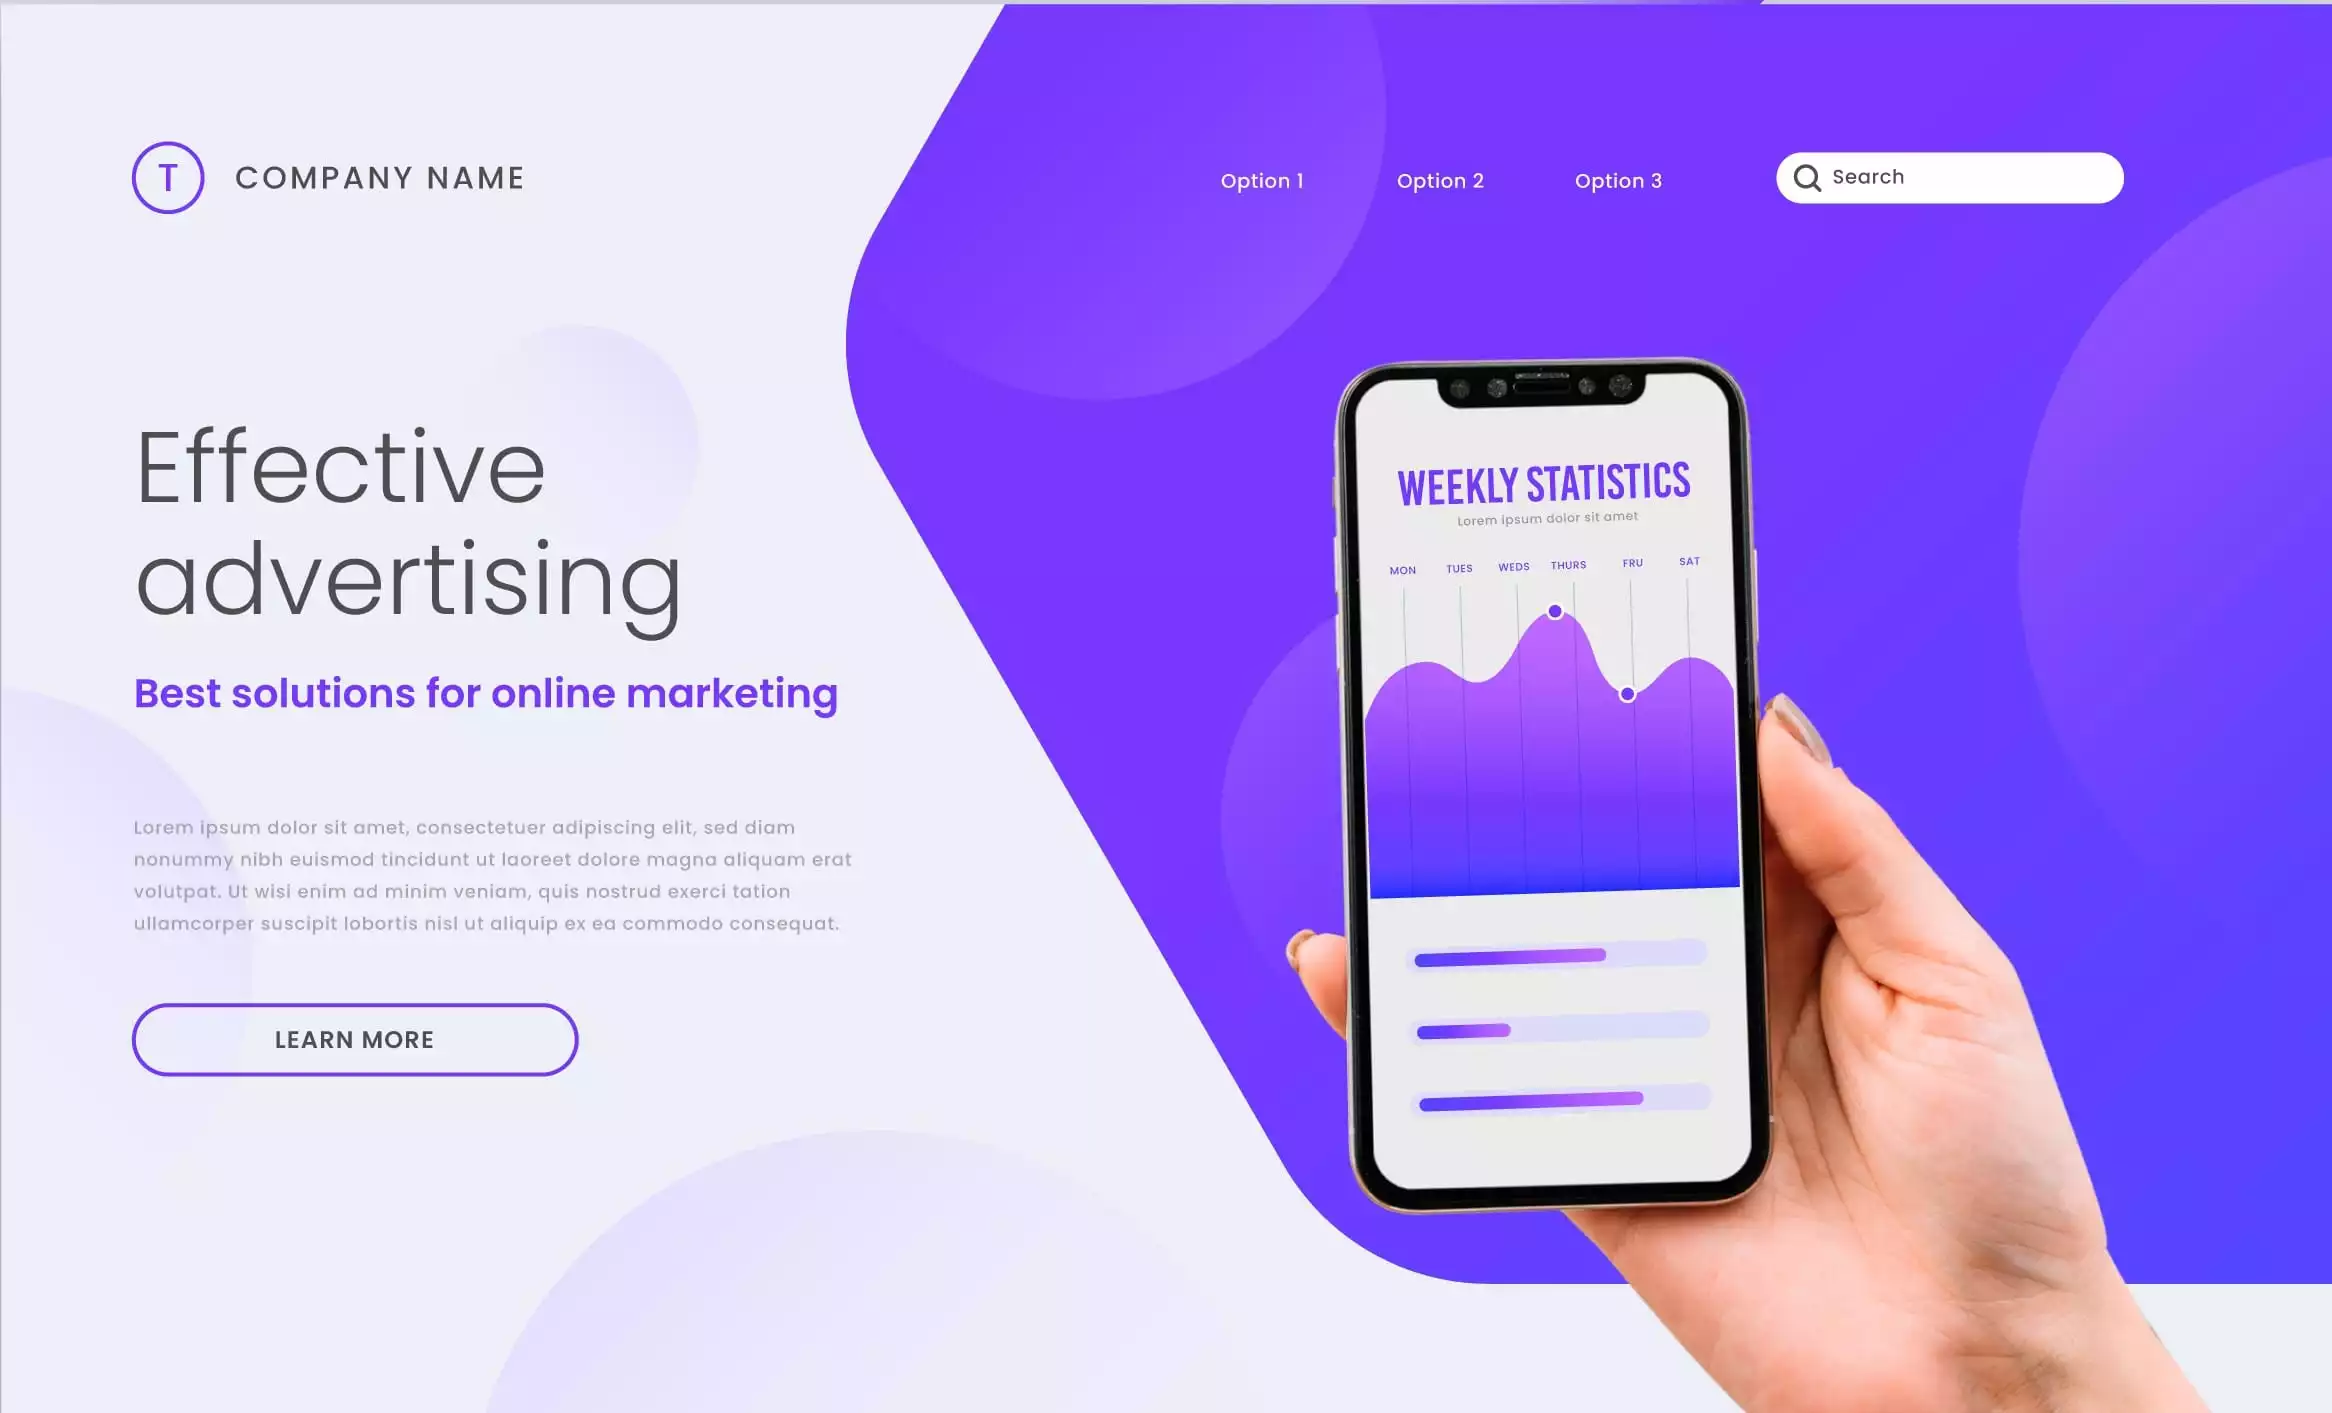 T
COMPANY NAME
Option 1
Option 2
Option 3
Search
Effective
advertising
Best solutions for online marketing
Lorem ipsum dolor sit amet, consectetuer adipiscing elit, sed diam
nonummy nibh euismod tincidunt ut laoreet dolore magna aliquam erat
volutpat. Ut wisi enim ad minim veniam, quis nostrud exerci tation
ullamcorper suscipit lobortis nisl ut aliquip ex ea commodo consequat.
LEARN MORE
WEEKLY STATISTICS
Lorem ipsum dolor sit amet
MON TUES WEDS THURS FRU SAT